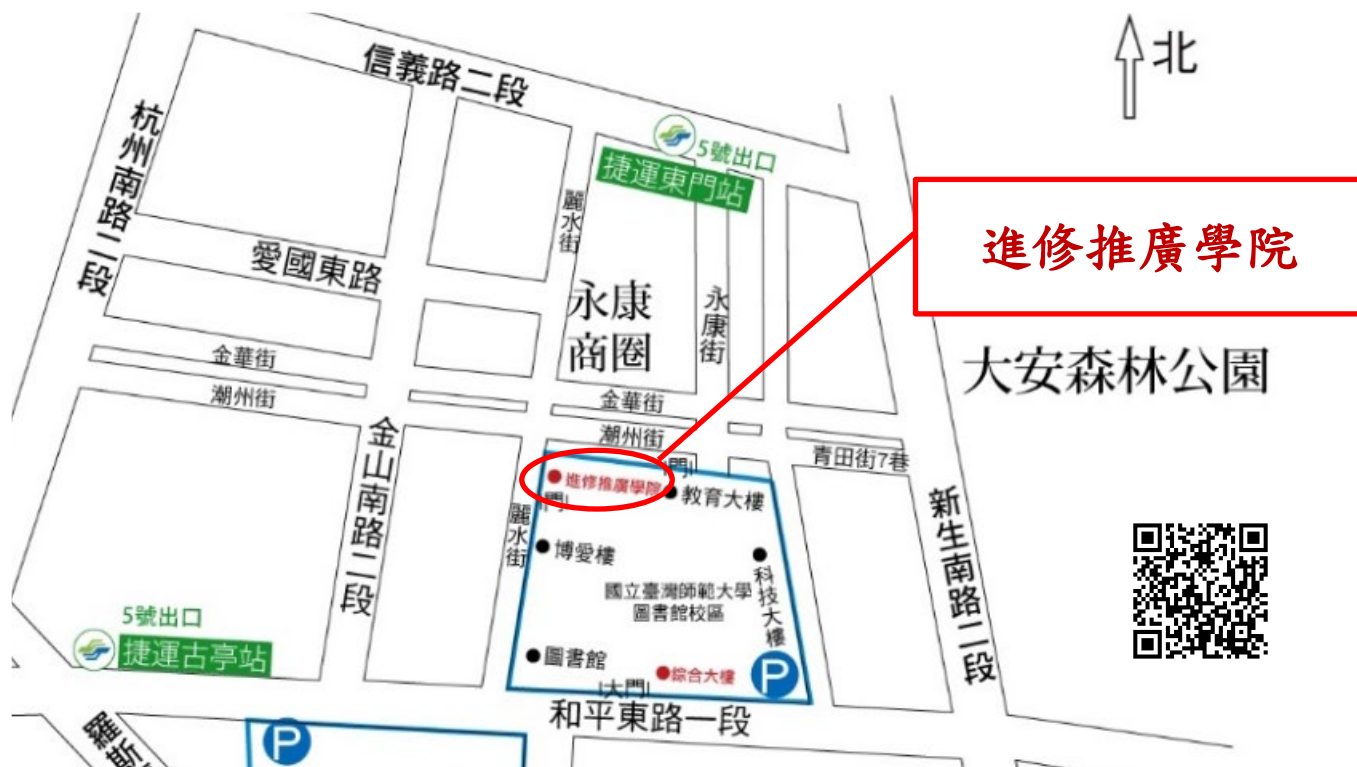 北
信義路二段
杭州南路二段
5號出口
捷運東門站
進修推廣學院
麗水街
愛國東路
永康
商圈
永康街
大安森林公園
金華街
潮州街
金華街
潮州街
金山南路二段
門
青田街7巷
進修推廣學院
教育大樓
門
麗水街
博愛樓
新生南路二段
科技大樓
國立臺灣師範大學
圖書館校區
5號出口
捷運古亭站
圖書館
綜合大樓
P
大門
和平東路一段
羅斯
P